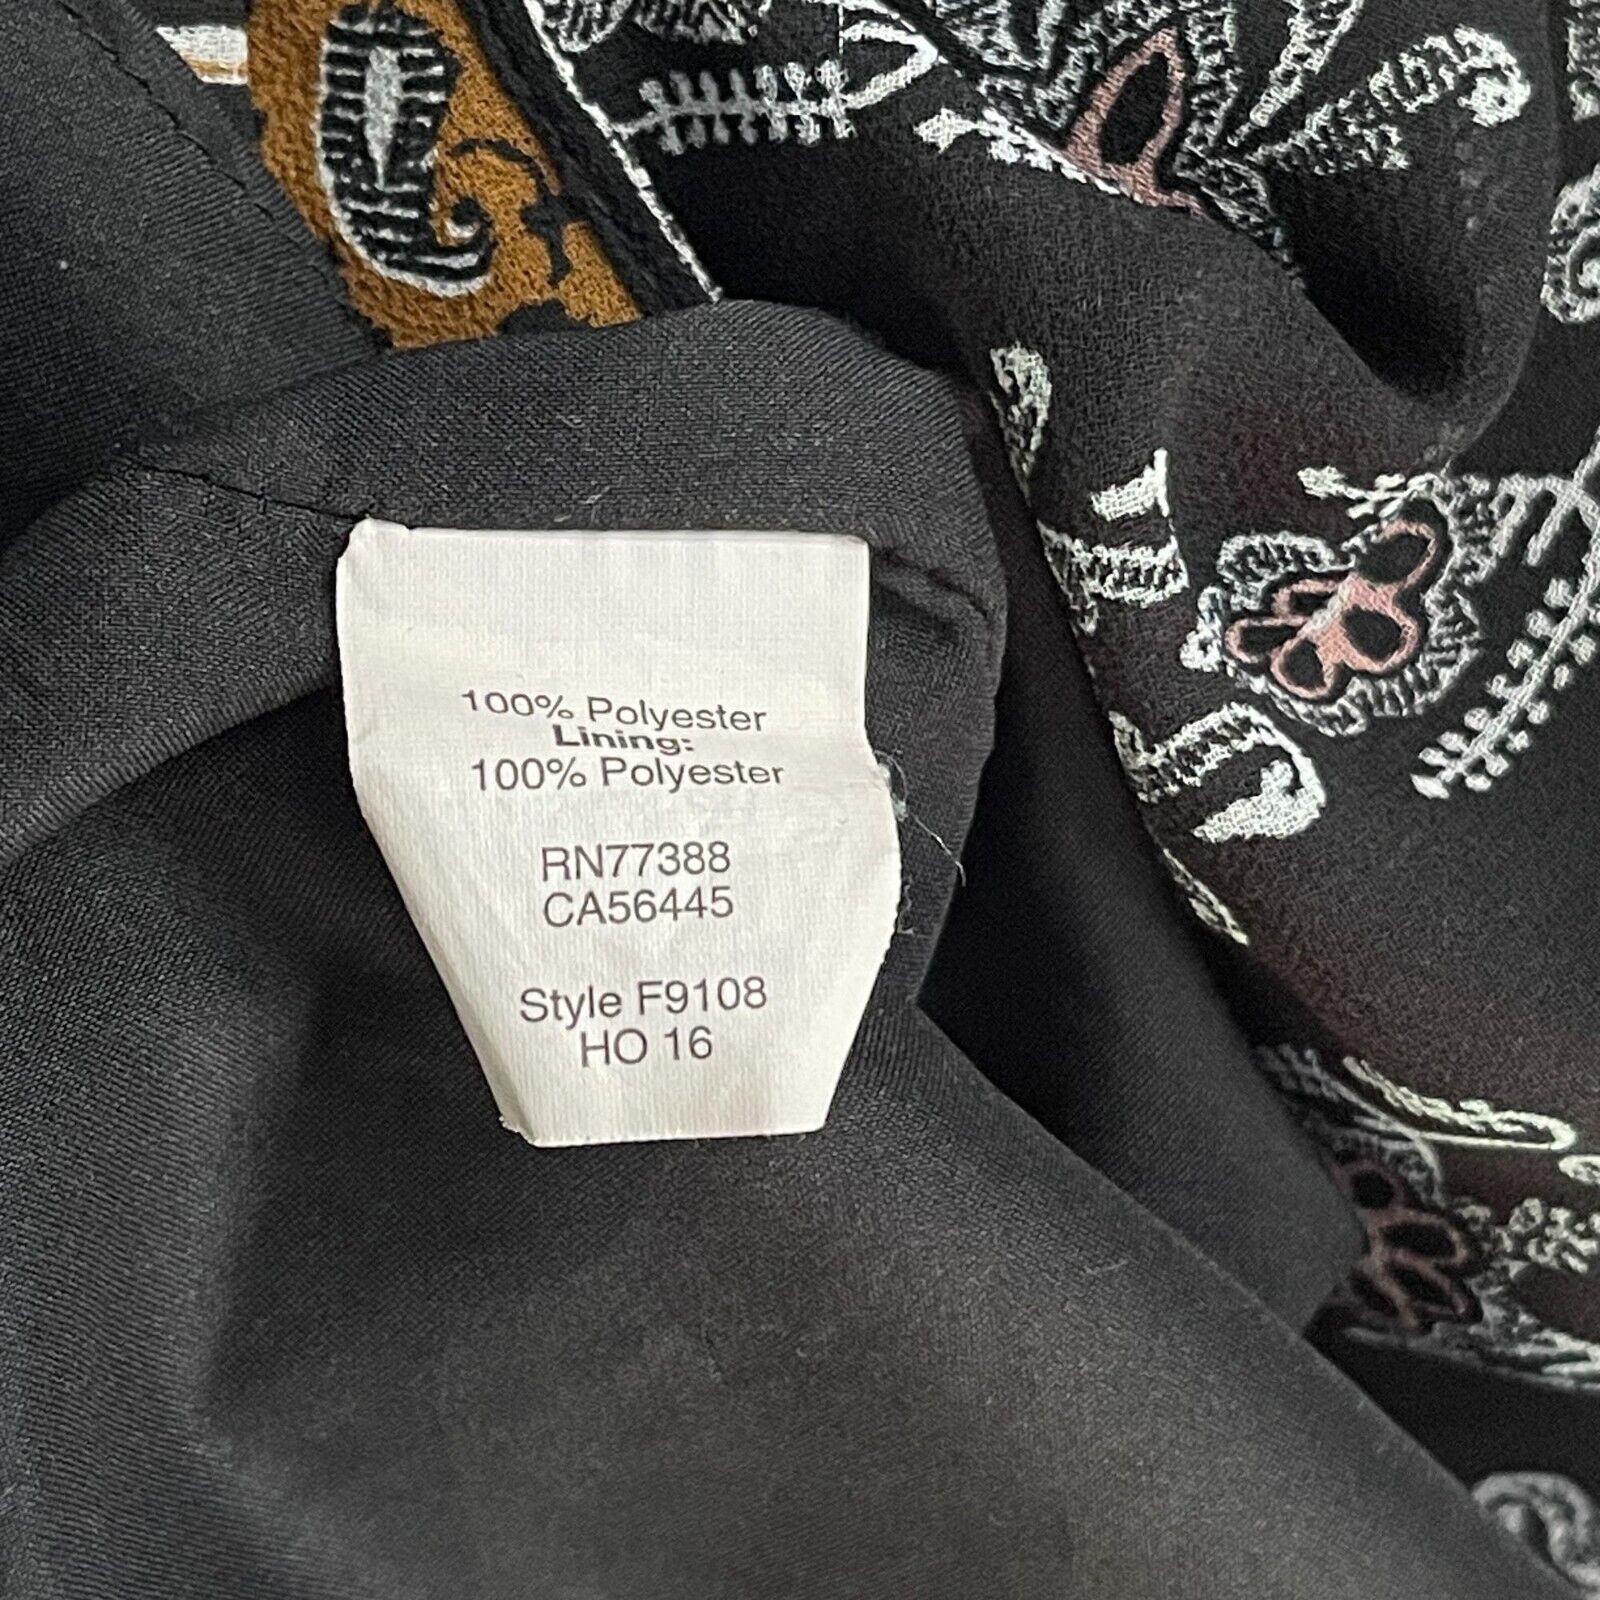 100% Polyester
Lining:
100% Polyester
RN77388
CA56445
Style F9108
HO 16